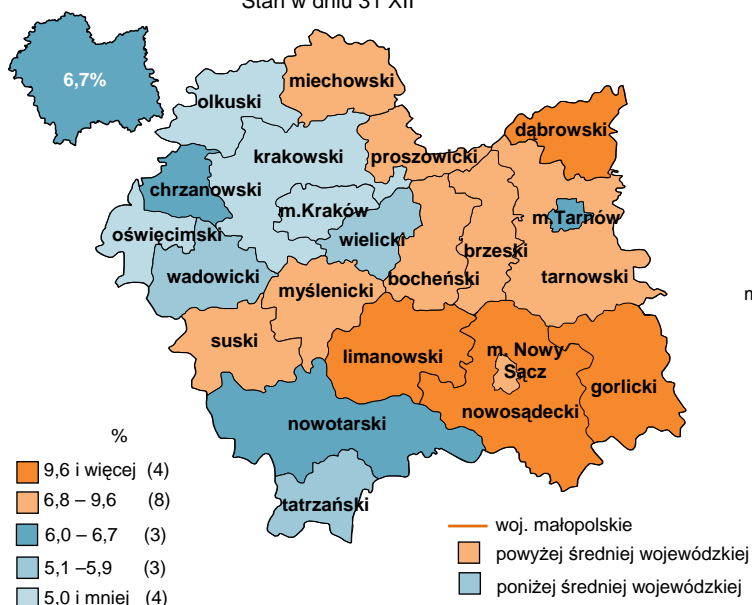 Stan w dniu 31 XII
6,7%
miechowski
olkuski
dąbrowski
krakowski
proszowicki
chrzanowski
m.Kraków
m.Tarnów
oświęcimski
wielicki
brzeski
wadowicki
bocheński
tarnowski
myślenicki
suski
limanowski
m. Nowy
Sącz
gorlicki
nowosądecki
nowotarski
tatrzański
%
9,6 i więcej (4)
6,8 – 9,6 (8)
6,0 – 6,7 (3)
5,1 –5,9 (3)
5,0 i mniej (4)
woj. małopolskie
powyżej średniej wojewódzkiej
poniżej średniej wojewódzkiej